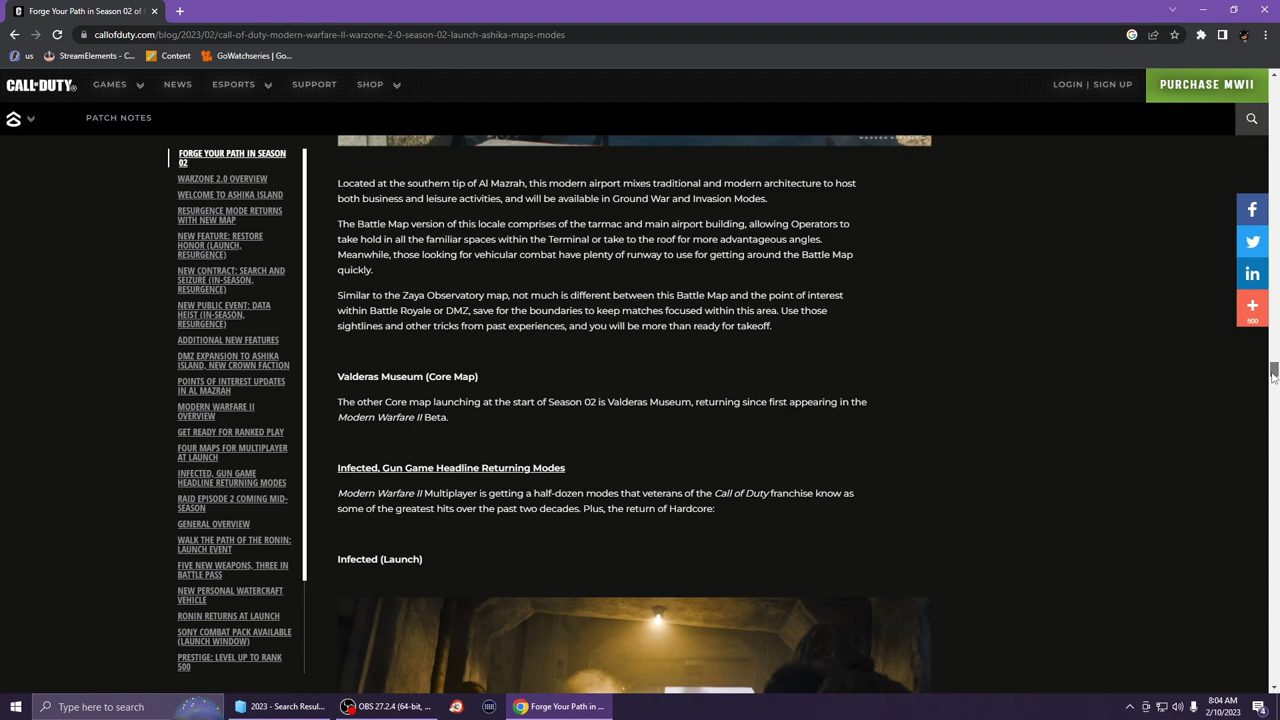 Forge Your Path in Season 02
callofduty.com/blog/2023/02/call-of-duty-modern-warfare-II-warzone-2-0-season-02-launch-ashika-maps-modes
us
StreamElements - C...
Content
GoWatchseries | Go...
CALL OF DUTY
GAMES
NEWS
ESPORTS
SUPPORT
SHOP
LOGIN | SIGN UP
PURCHASE MWII
PATCH NOTES
FORGE YOUR PATH IN SEASON
02
WARZONE 2.0 OVERVIEW
WELCOME TO ASHIKA ISLAND
RESURGENCE MODE RETURNS
WITH NEW MAP
NEW FEATURE: RESTORE
HONOR (LAUNCH,
RESURGENCE)
NEW CONTRACT: SEARCH AND
SEIZURE (IN-SEASON,
RESURGENCE)
NEW PUBLIC EVENT: DATA
HEIST (IN-SEASON,
RESURGENCE)
ADDITIONAL NEW FEATURES
DMZ EXPANSION TO ASHIKA
ISLAND, NEW CROWN FACTION
POINTS OF INTEREST UPDATES
IN AL MAZRAH
MODERN WARFARE II
OVERVIEW
GET READY FOR RANKED PLAY
FOUR MAPS FOR MULTIPLAYER
AT LAUNCH
INFECTED, GUN GAME
HEADLINE RETURNING MODES
RAID EPISODE 2 COMING MID-
SEASON
GENERAL OVERVIEW
WALK THE PATH OF THE RONIN:
LAUNCH EVENT
FIVE NEW WEAPONS, THREE IN
BATTLE PASS
NEW PERSONAL WATERCRAFT
VEHICLE
RONIN RETURNS AT LAUNCH
SONY COMBAT PACK AVAILABLE
(LAUNCH WINDOW)
PRESTIGE: LEVEL UP TO RANK
500
Located at the southern tip of Al Mazrah, this modern airport mixes traditional and modern architecture to host
both business and leisure activities, and will be available in Ground War and Invasion Modes.
The Battle Map version of this locale comprises of the tarmac and main airport building, allowing Operators to
take hold in all the familiar spaces within the Terminal or take to the roof for more advantageous angles.
Meanwhile, those looking for vehicular combat have plenty of runway to use for getting around the Battle Map
quickly.
Similar to the Zaya Observatory map, not much is different between this Battle Map and the point of interest
within Battle Royale or DMZ, save for the boundaries to keep matches focused within this area. Use those
sightlines and other tricks from past experiences, and you will be more than ready for takeoff.
Valderas Museum (Core Map)
The other Core map launching at the start of Season 02 is Valderas Museum, returning since first appearing in the
Modern Warfare II Beta.
Infected, Gun Game Headline Returning Modes
Modern Warfare II Multiplayer is getting a half-dozen modes that veterans of the Call of Duty franchise know as
some of the greatest hits over the past two decades. Plus, the return of Hardcore:
Infected (Launch)
500
Type here to search
2023 - Search Resul...
OBS 27.2.4 (64-bit, ...
Forge Your Path in ...
8:04 AM
2/10/2023